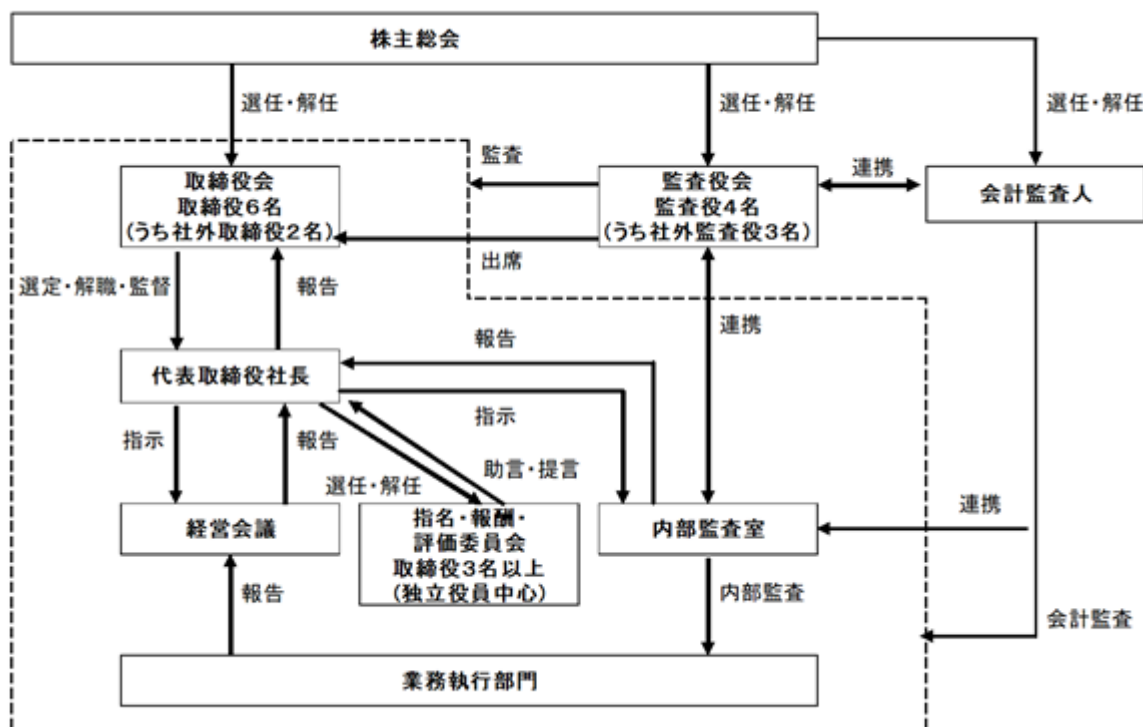 株主総会
選任・解任
選任・解任
選任・解任
監査
取締役会
取締役6名
(うち社外取締役2名)
監査役会
監査役4名
(うち社外監査役3名)
連携
会計監査人
出席
選定・解職・監督
報告
連携
報告
代表取締役社長
指示
報告
指示
助言・提言
選任・解任
経営会議
指名・報酬・
評価委員会
取締役3名以上
(独立役員中心)
内部監査室
連携
報告
内部監査
会計監査
業務執行部門